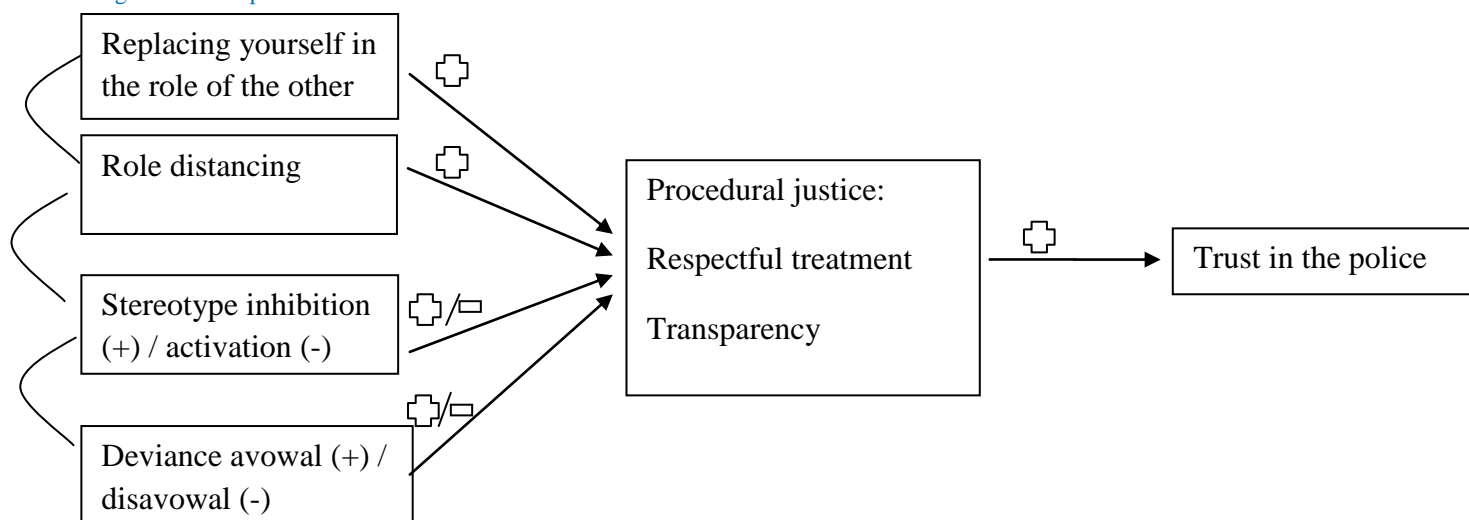 Replacing yourself in
the role of the other
Role distancing
Stereotype inhibition
(+) / activation (-)
Deviance avowal (+) /
disavowal (-)
Procedural justice:
Respectful treatment
Transparency
Trust in the police